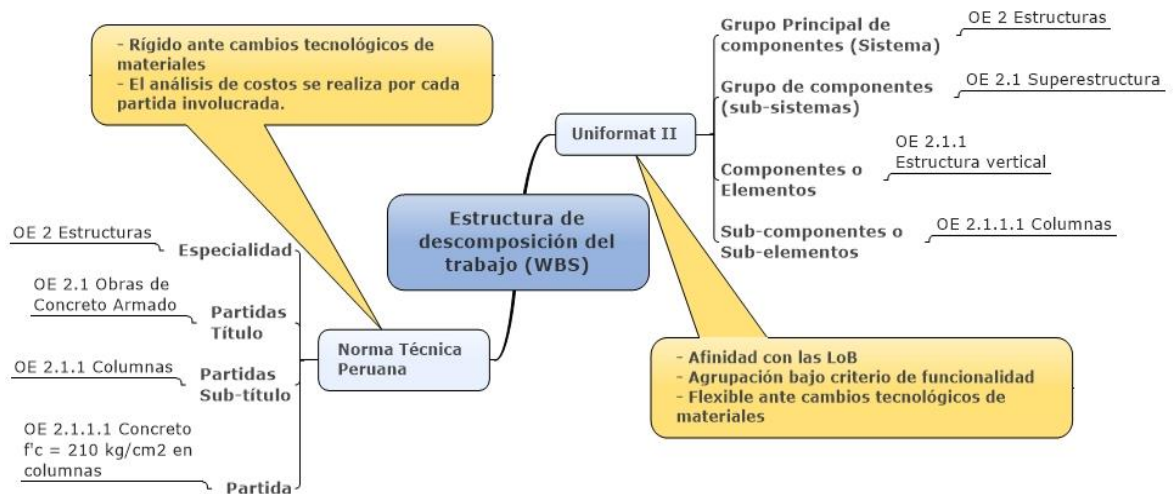 - Rígido ante cambios tecnológicos de
materiales
- El análisis de costos se realiza por cada
partida involucrada.
Uniformat II
Grupo Principal de
componentes (Sistema)
OE 2 Estructuras
Grupo de componentes
(sub-sistemas)
OE 2.1 Superestructura
Componentes o
Elementos
OE 2.1.1
Estructura vertical
Sub-componentes o
Sub-elementos
OE 2.1.1.1 Columnas
Estructura de
descomposición del
trabajo (WBS)
- Afinidad con las LoB
- Agrupación bajo criterio de funcionalidad
- Flexible ante cambios tecnológicos de
materiales
Norma Técnica
Peruana
OE 2 Estructuras
Especialidad
OE 2.1 Obras de
Concreto Armado
Partidas
Título
OE 2.1.1 Columnas
Partidas
Sub-título
OE 2.1.1.1 Concreto
f'c = 210 kg/cm2 en
columnas
Partida